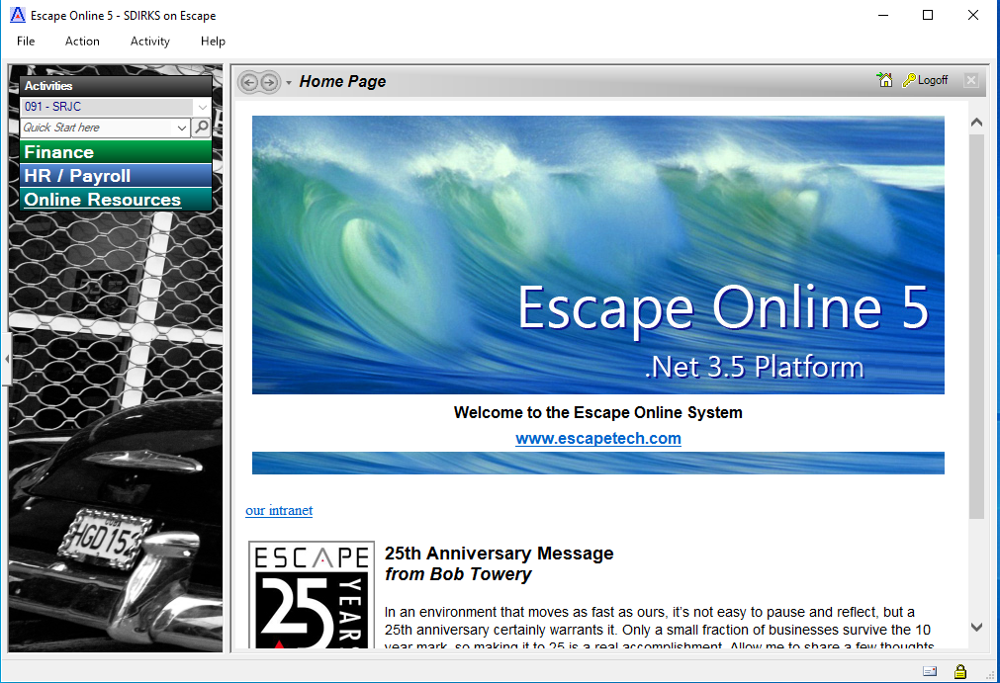 Escape Online 5 - SDIRKS on Escape
File Action Activity Help
Activities
091 - SRJC
Quick Start here
Finance
HR / Payroll
Online Resources
HGD152
Home Page
Logoff
Escape Online 5
.Net 3.5 Platform
Welcome to the Escape Online System
www.escapetech.com
our intranet
ESCAPE
25 YEARS
25th Anniversary Message
from Bob Towery
In an environment that moves as fast as ours, it's not easy to pause and reflect, but a
25th anniversary certainly warrants it. Only a small fraction of businesses survive the 10
year mark, so making it to 25 is a real accomplishment. Allow me to share a few thoughts